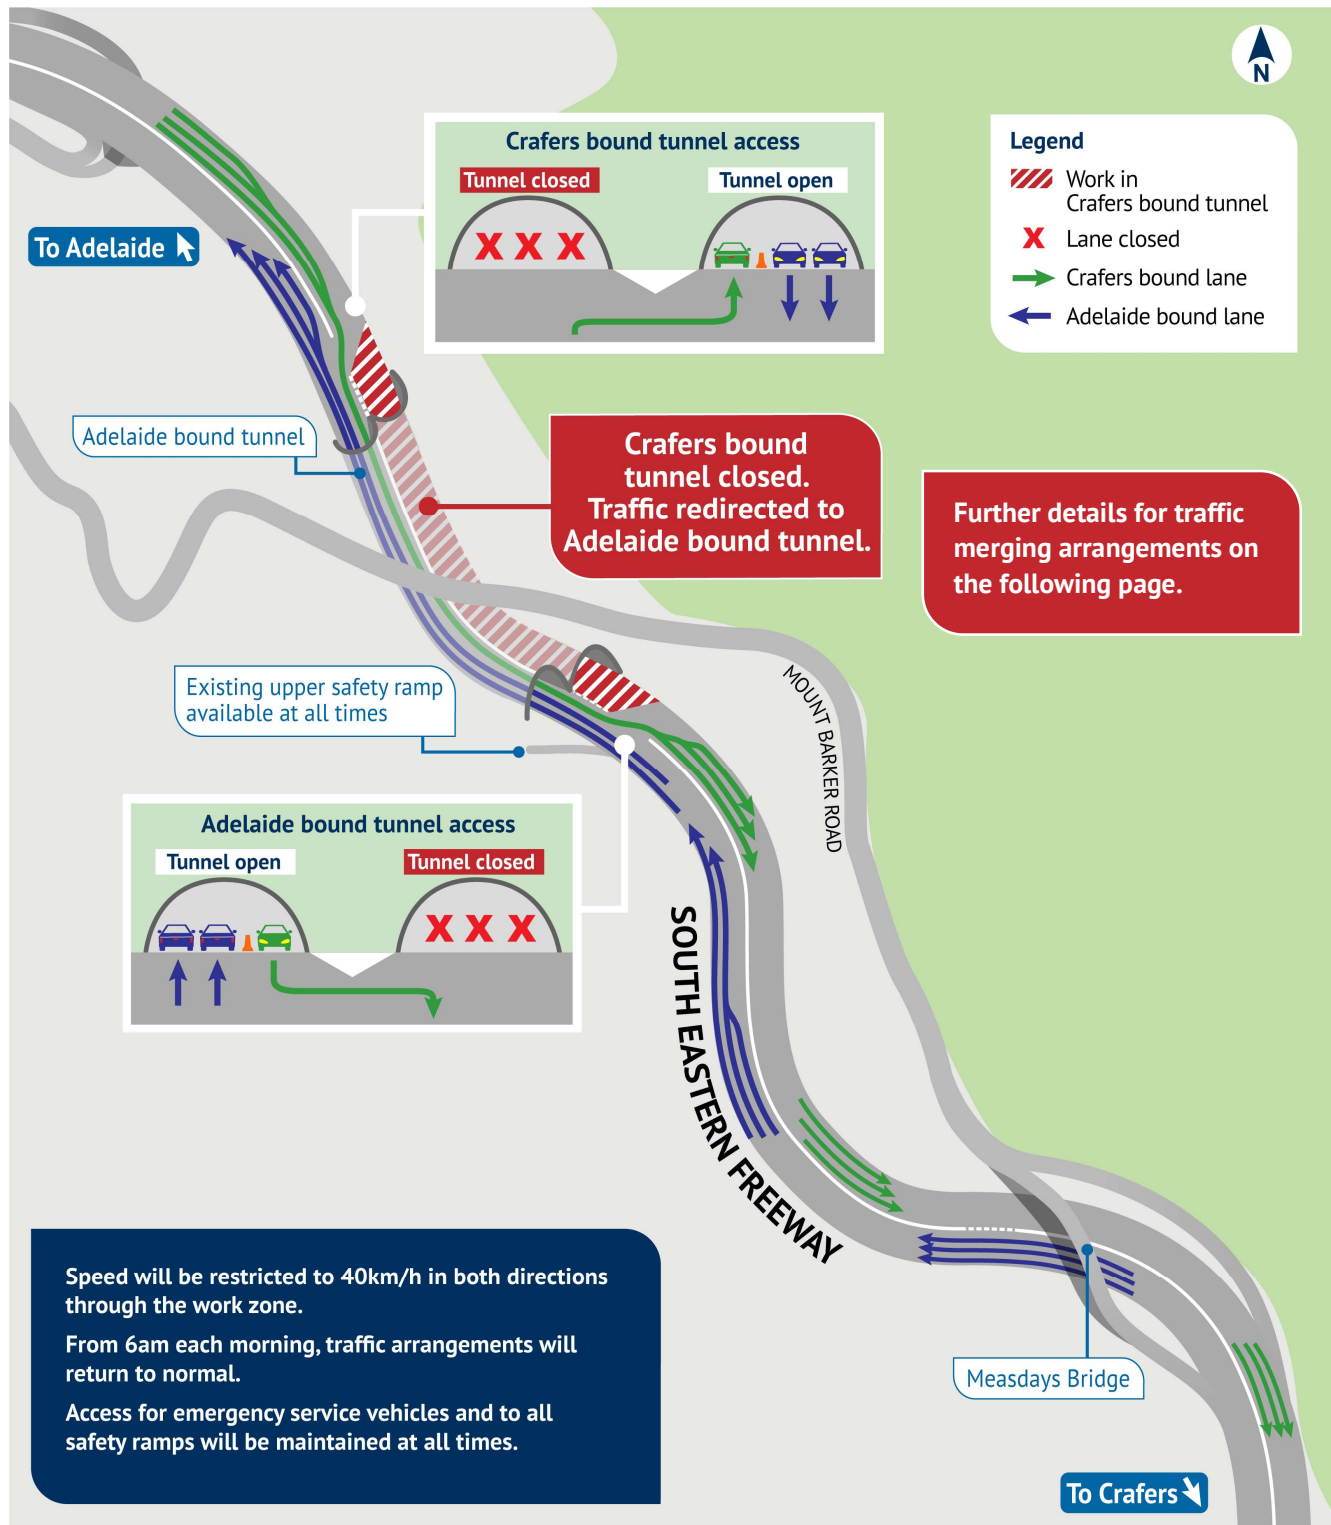 N
Crafers bound tunnel access
Tunnel closed
Tunnel open
X X X
Legend
Work in
Crafers bound tunnel
X Lane closed
Crafers bound lane
Adelaide bound lane
To Adelaide
Adelaide bound tunnel
Crafers bound
tunnel closed.
Traffic redirected to
Adelaide bound tunnel.
Further details for traffic
merging arrangements on
the following page.
Existing upper safety ramp
available at all times
MOUNT BARKER ROAD
Adelaide bound tunnel access
Tunnel open
Tunnel closed
X X X
SOUTH EASTERN FREEWAY
Speed will be restricted to 40km/h in both directions
through the work zone.
From 6am each morning, traffic arrangements will
return to normal.
Access for emergency service vehicles and to all
safety ramps will be maintained at all times.
Measdays Bridge
To Crafers